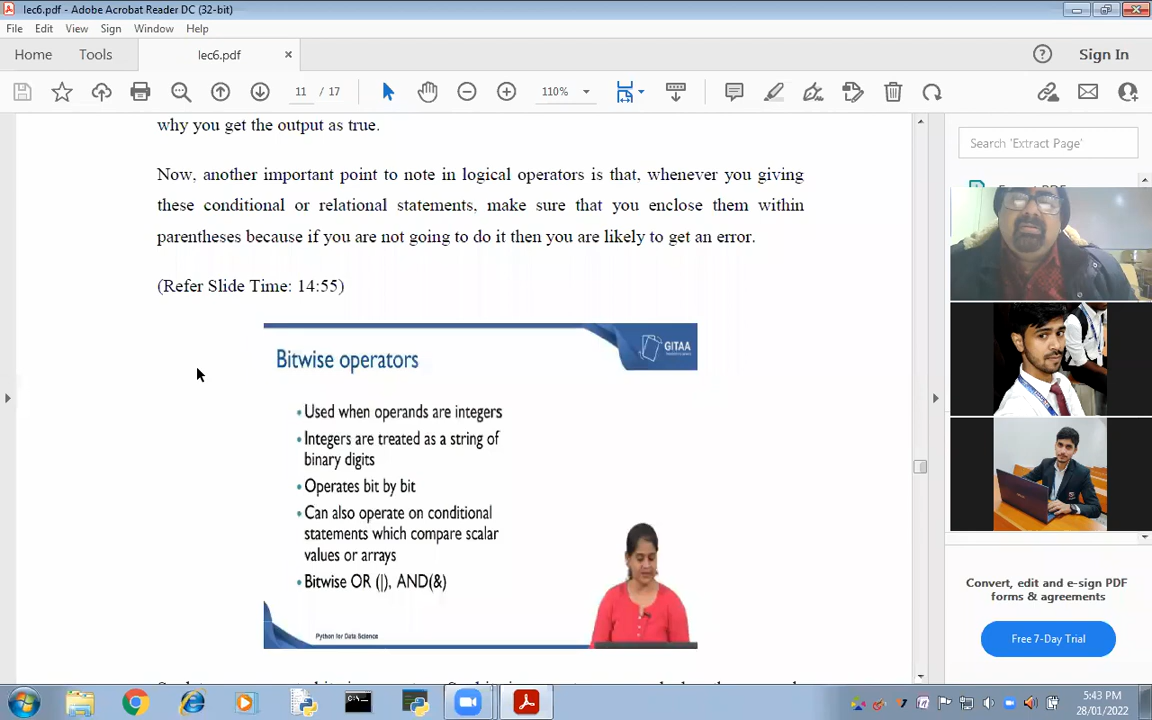 lec6.pdf - Adobe Acrobat Reader DC (32-bit)
File Edit View Sign Window Help
Home Tools lec6.pdf × Sign In
11 / 17 110%
why you get the output as true.
Now, another important point to note in logical operators is that, whenever you giving
these conditional or relational statements, make sure that you enclose them within
parentheses because if you are not going to do it then you are likely to get an error.
(Refer Slide Time: 14:55)
GITAA
Bitwise operators
•Used when operands are integers
•Integers are treated as a string of
binary digits
•Operates bit by bit
•Can also operate on conditional
statements which compare scalar
values or arrays
•Bitwise OR (|), AND(&)
Python for Data Science
Search 'Extract Page'
Convert, edit and e-sign PDF
forms & agreements
Free 7-Day Trial
5:43 PM
28/01/2022